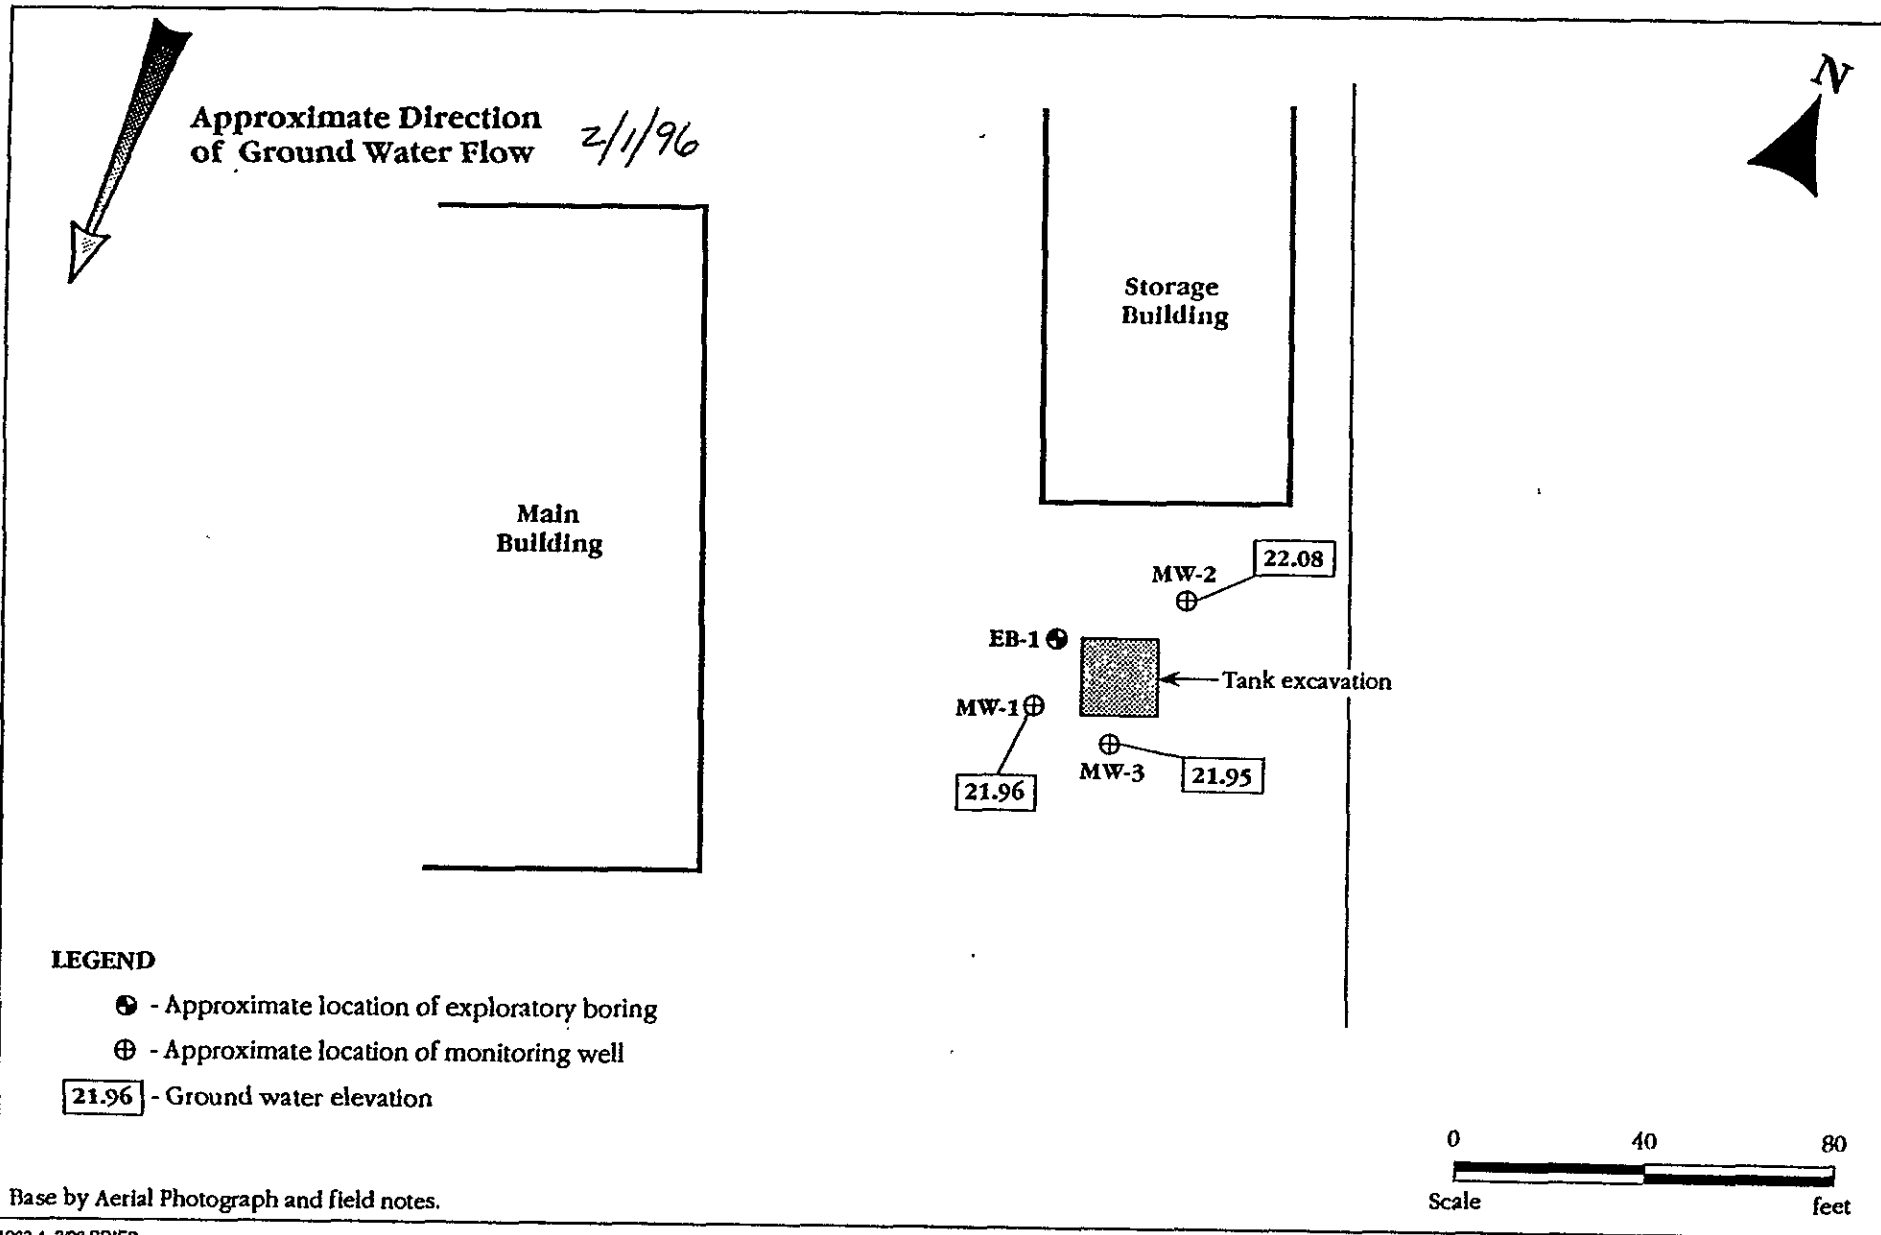 N
Approximate Direction
of Ground Water Flow 2/1/96
Storage
Building
Main
Building
22.08
MW-2
EB-1
Tank excavation
MW-1
MW-3
21.95
21.96
LEGEND
- Approximate location of exploratory boring
- Approximate location of monitoring well
21.96 - Ground water elevation
0 40 80
Scale feet
Base by Aerial Photograph and field notes.